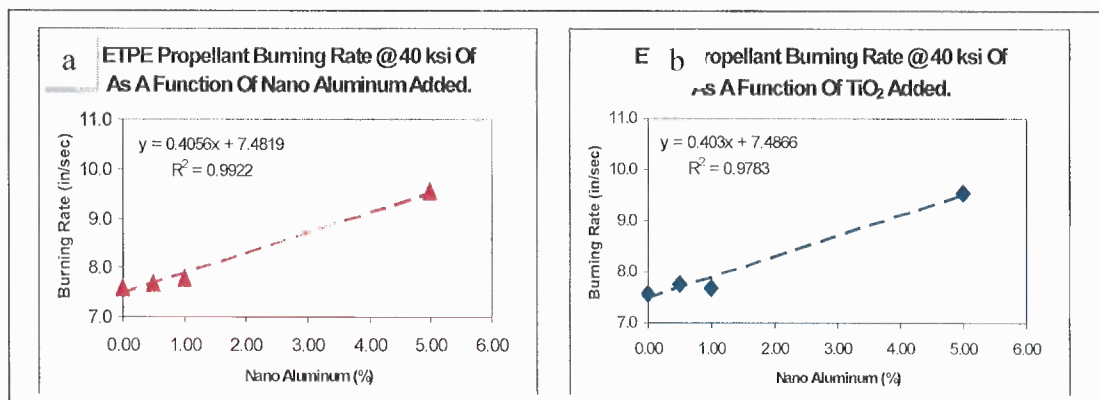 a
ETPE Propellant Burning Rate @ 40 ksi Of
As A Function Of Nano Aluminum Added.
y = 0.4056x + 7.4819
R² = 0.9922
Burning Rate (in/sec)
11.0
10.0
9.0
8.0
7.0
0.00 1.00 2.00 3.00 4.00 5.00 6.00
Nano Aluminum (%)
b
E ropellant Burning Rate @ 40 ksi Of
As A Function Of TiO₂ Added.
y = 0.403x + 7.4866
R² = 0.9783
Burning Rate (in/sec)
11.0
10.0
9.0
8.0
7.0
0.00 1.00 2.00 3.00 4.00 5.00 6.00
Nano Aluminum (%)